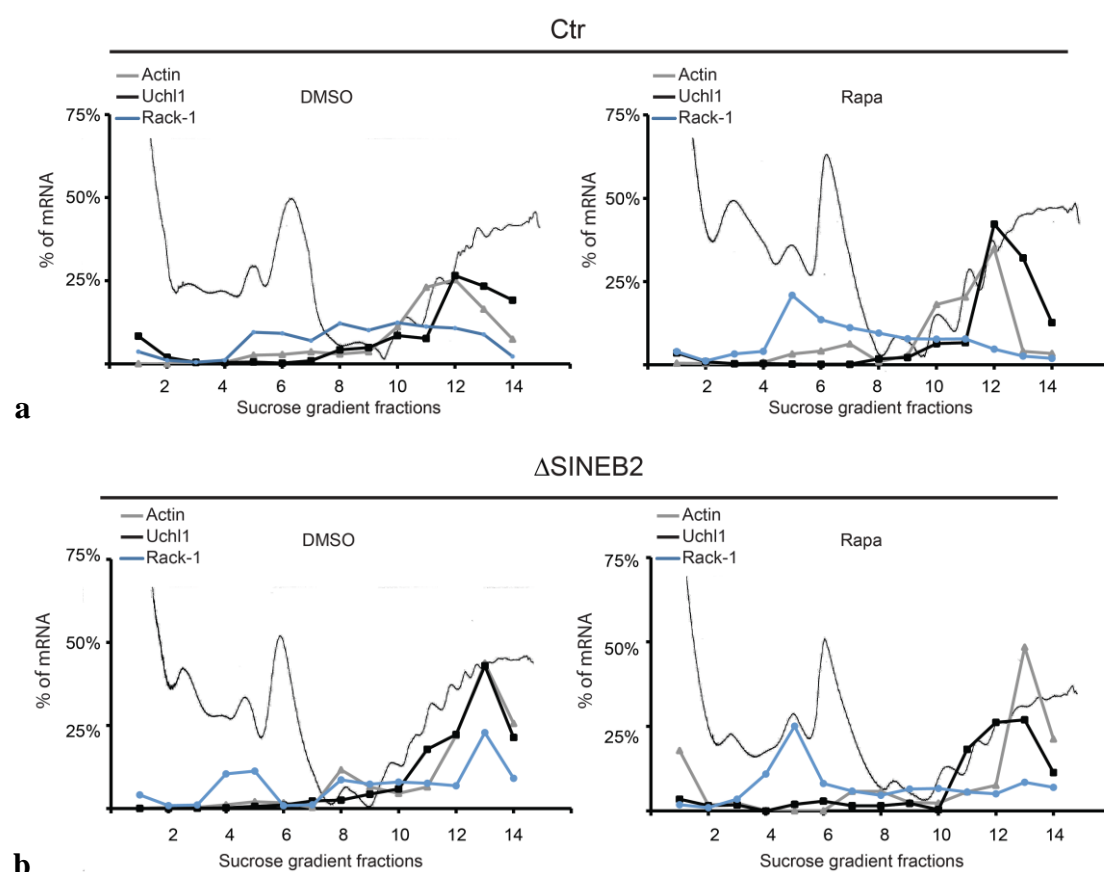 Ctr
Actin
Uchl1
Rack-1
DMSO
75%
50%
25%
% of mRNA
2 4 6 8 10 12 14
Sucrose gradient fractions
Actin
Uchl1
Rack-1
Rapa
75%
50%
25%
% of mRNA
2 4 6 8 10 12 14
Sucrose gradient fractions
a
ΔSINEB2
Actin
Uchl1
Rack-1
DMSO
75%
50%
25%
% of mRNA
2 4 6 8 10 12 14
Sucrose gradient fractions
Actin
Uchl1
Rack-1
Rapa
75%
50%
25%
% of mRNA
2 4 6 8 10 12 14
Sucrose gradient fractions
b